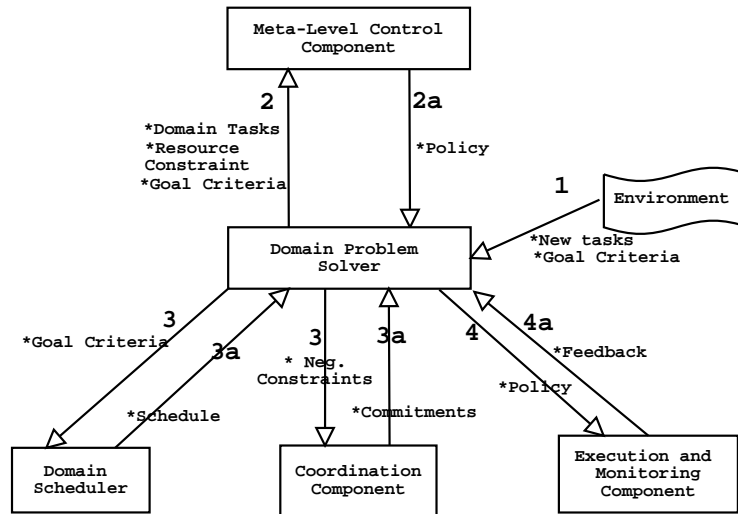 Meta-Level Control
Component
2
2a
*Domain Tasks
*Resource
Constraint
*Goal Criteria
*Policy
1
Environment
*New tasks
*Goal Criteria
Domain Problem
Solver
3
*Goal Criteria
3a
*Schedule
3
* Neg.
Constraints
3a
*Commitments
4
*Policy
4a
*Feedback
Domain
Scheduler
Coordination
Component
Execution and
Monitoring
Component